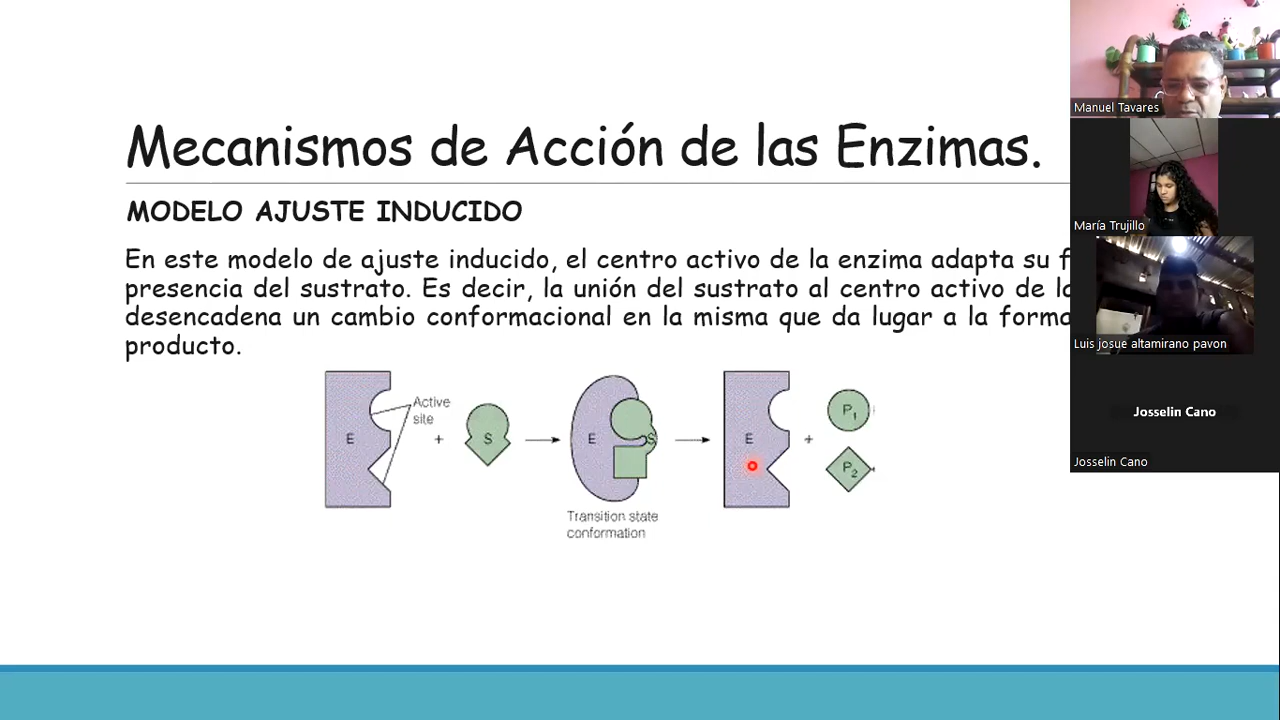 Mecanismos de Acción de las Enzimas.
MODELO AJUSTE INDUCIDO
En este modelo de ajuste inducido, el centro activo de la enzima adapta su f
presencia del sustrato. Es decir, la unión del sustrato al centro activo de la
desencadena un cambio conformacional en la misma que da lugar a la forma
producto.
Active
site
E
+
S
E
S
E
+
P1
P2
Transition state
conformation
Manuel Tavares
María Trujillo
Luis josue altamirano pavon
Josselin Cano
Josselin Cano